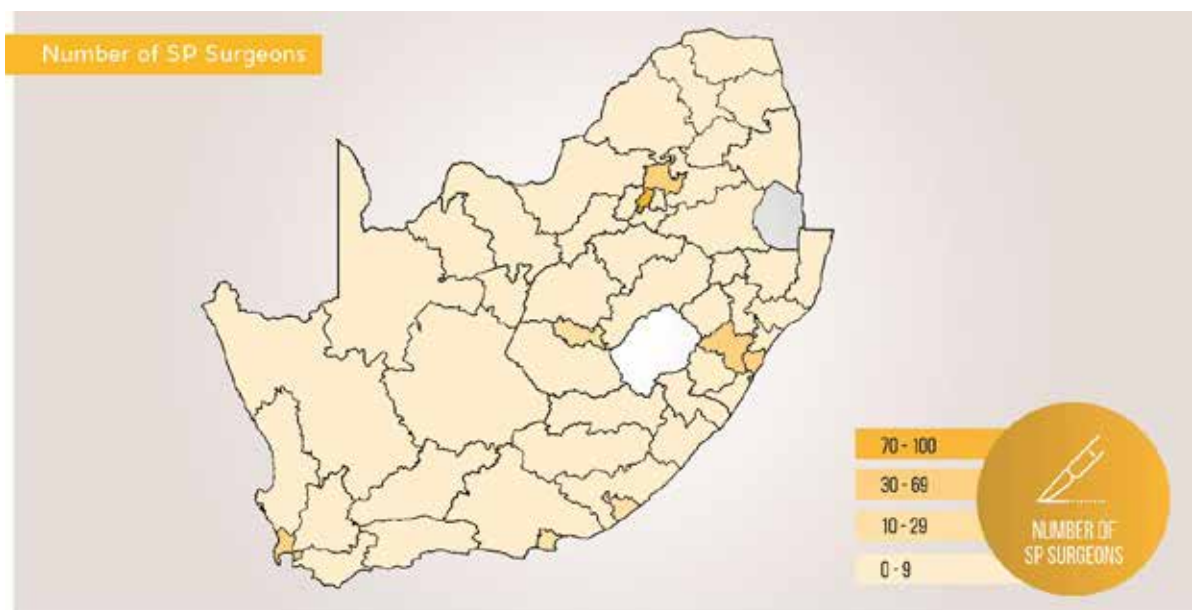 Number of SP Surgeons
70 - 100
30 - 69
10 - 29
0 - 9
NUMBER OF
SP SURGEONS